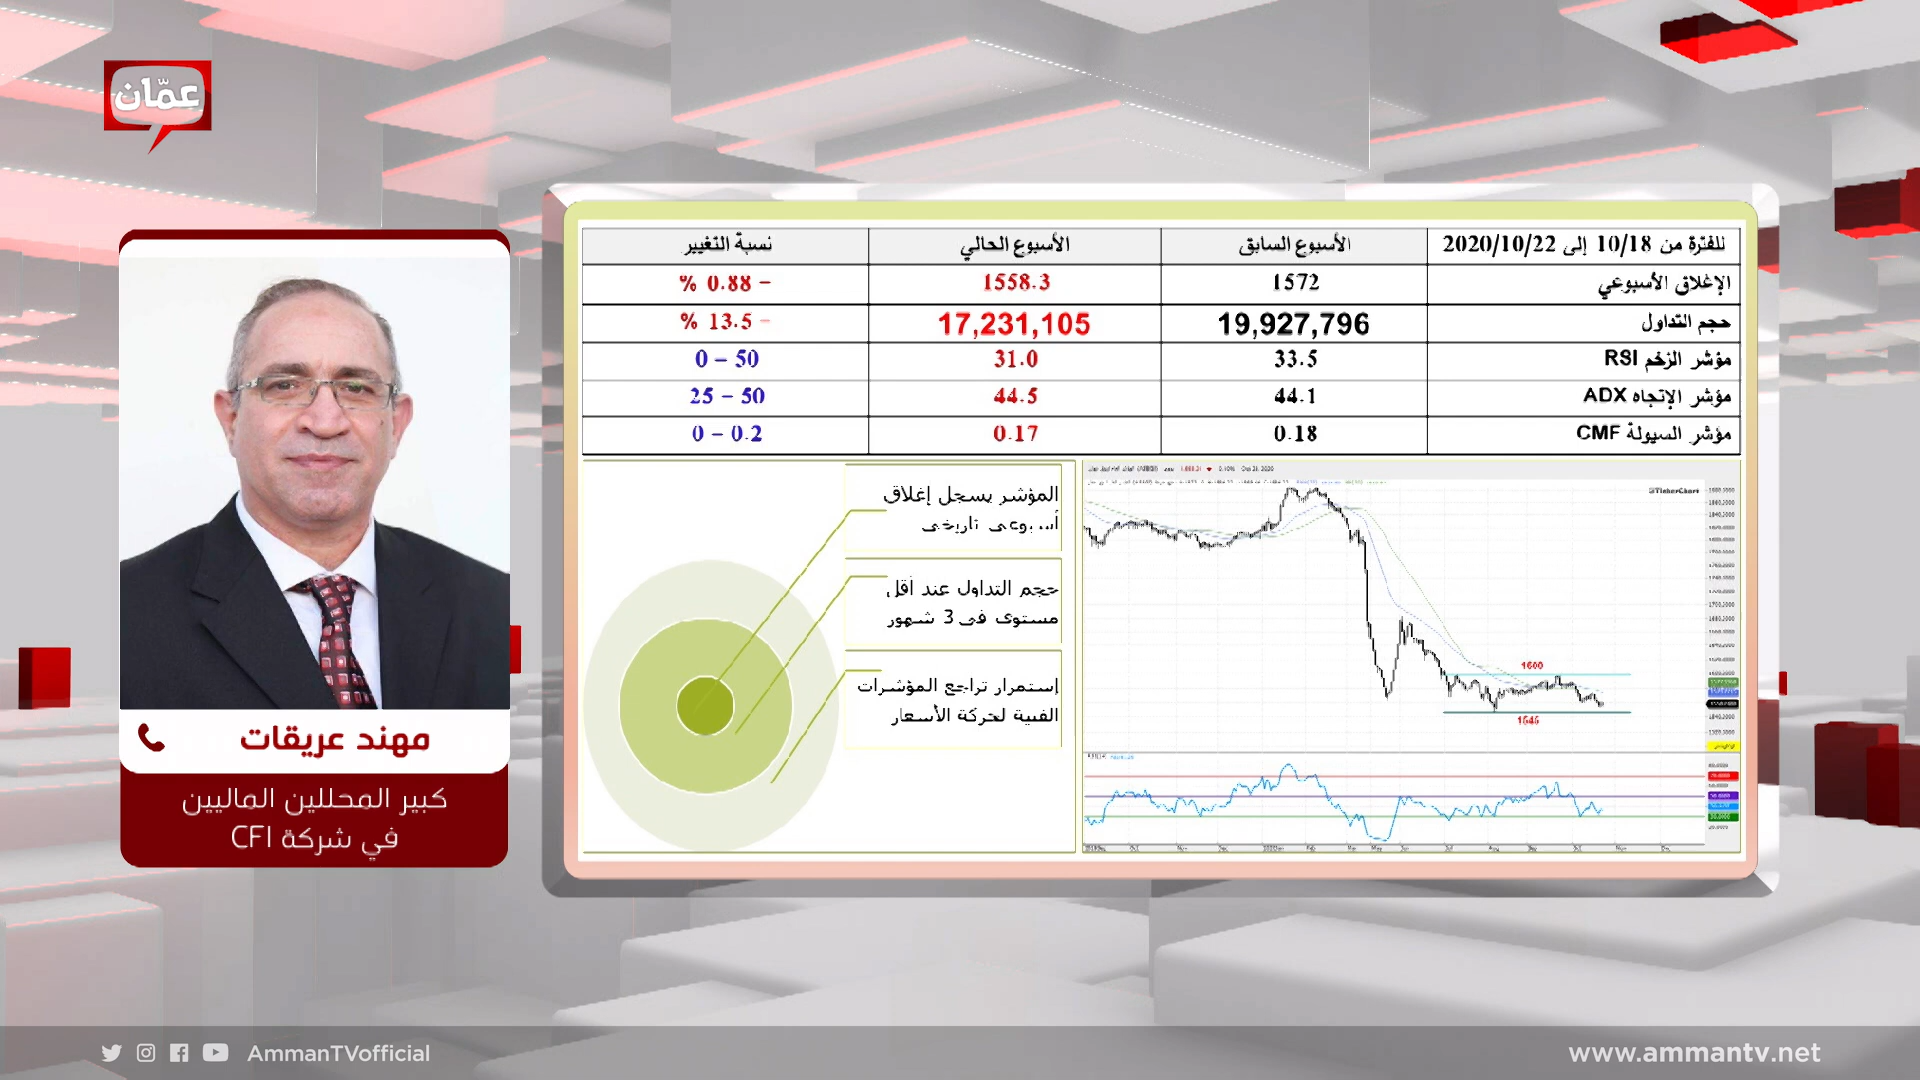 عمّان
للفترة من 10/18 إلى 2020/10/22 الأسبوع السابق الأسبوع الحالي نسبة التغيير
الإغلاق الأسبوعي 1572 1558.3 % 0.88 -
حجم التداول 19,927,796 17,231,105 % 13.5 -
مؤشر الزخم RSI 33.5 31.0 0 - 50
مؤشر الإتجاه ADX 44.1 44.5 25 - 50
مؤشر السيولة CMF 0.18 0.17 0 - 0.2
المؤشر يسجل إغلاق
أسبوعي تاريخي
حجم التداول عند أقل
مستوى في 3 شهور
إستمرار تراجع المؤشرات
الفنية لحركة الأسعار
TickerChart
1600
1545
مهند عريقات
كبير المحللين الماليين
في شركة CFI
AmmanTVofficial
www.ammantv.net